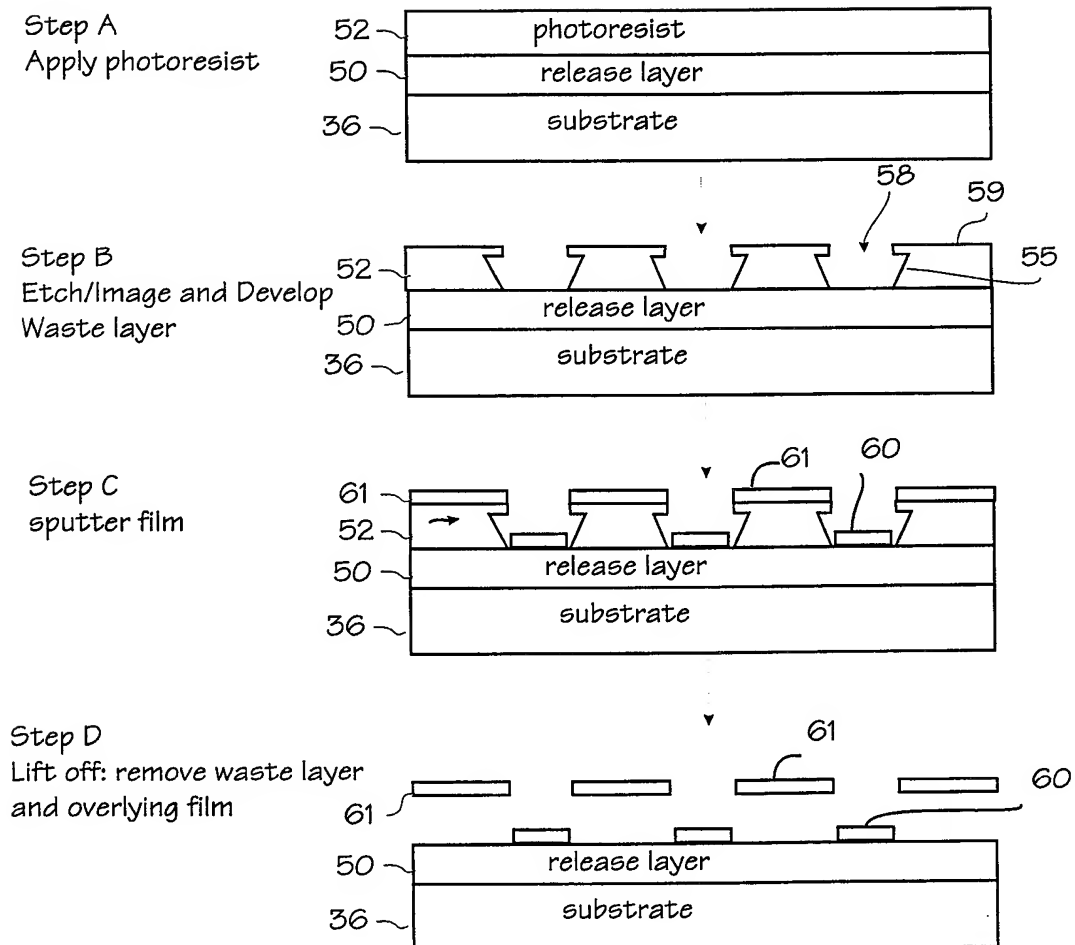 Step A
Apply photoresist
52
photoresist
50
release layer
36
substrate
58
59
Step B
Etch/Image and Develop
Waste layer
52
55
50
release layer
36
substrate
Step C
sputter film
61
61
60
52
50
release layer
36
substrate
Step D
Lift off: remove waste layer
and overlying film
61
61
60
50
release layer
36
substrate